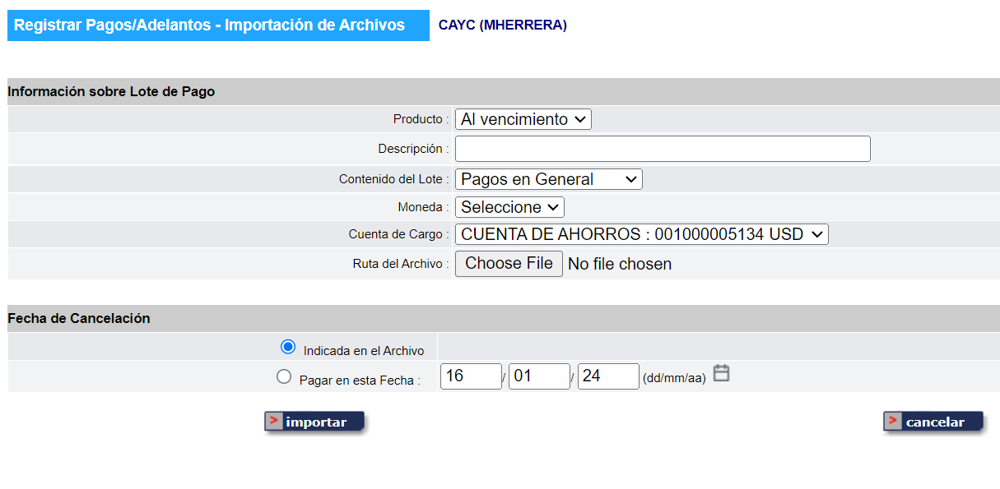 Registrar Pagos/Adelantos - Importación de Archivos CAYC (MHERRERA)
Información sobre Lote de Pago
Producto : Al vencimiento
Descripción :
Contenido del Lote : Pagos en General
Moneda : Seleccione
Cuenta de Cargo : CUENTA DE AHORROS : 001000005134 USD
Ruta del Archivo : Choose File No file chosen
Fecha de Cancelación
Indicada en el Archivo
Pagar en esta Fecha : 16 / 01 / 24 (dd/mm/aa)
> importar > cancelar